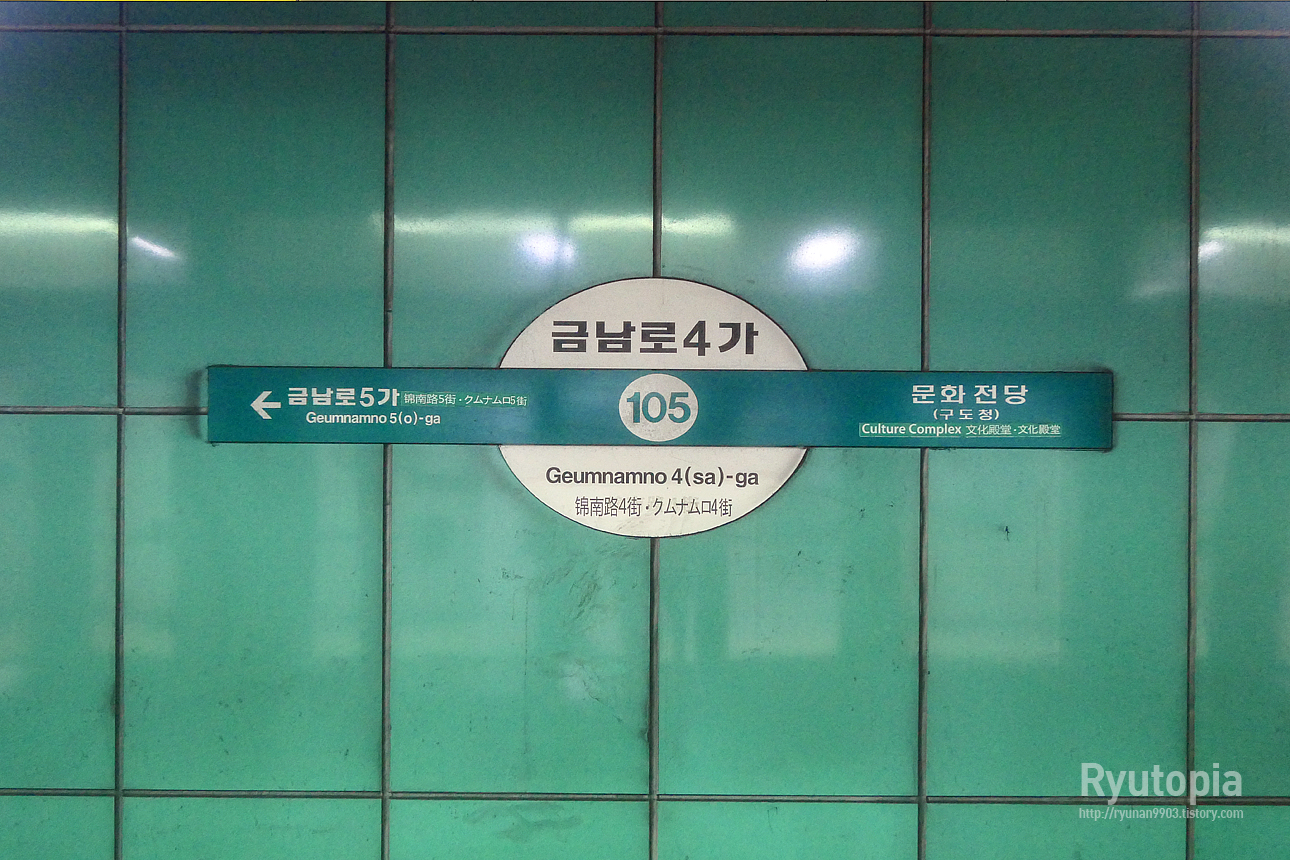 금남로4가
금남로5가 锦南路5街·クムナムロ5街
Geumnamno 5(o)-ga
105
문화전당
(구도청)
Culture Complex 文化殿堂·文化殿堂
Geumnamno 4(sa)-ga
锦南路4街·クムナムロ4街
Ryutopia
http://ryunan9903.tistory.com